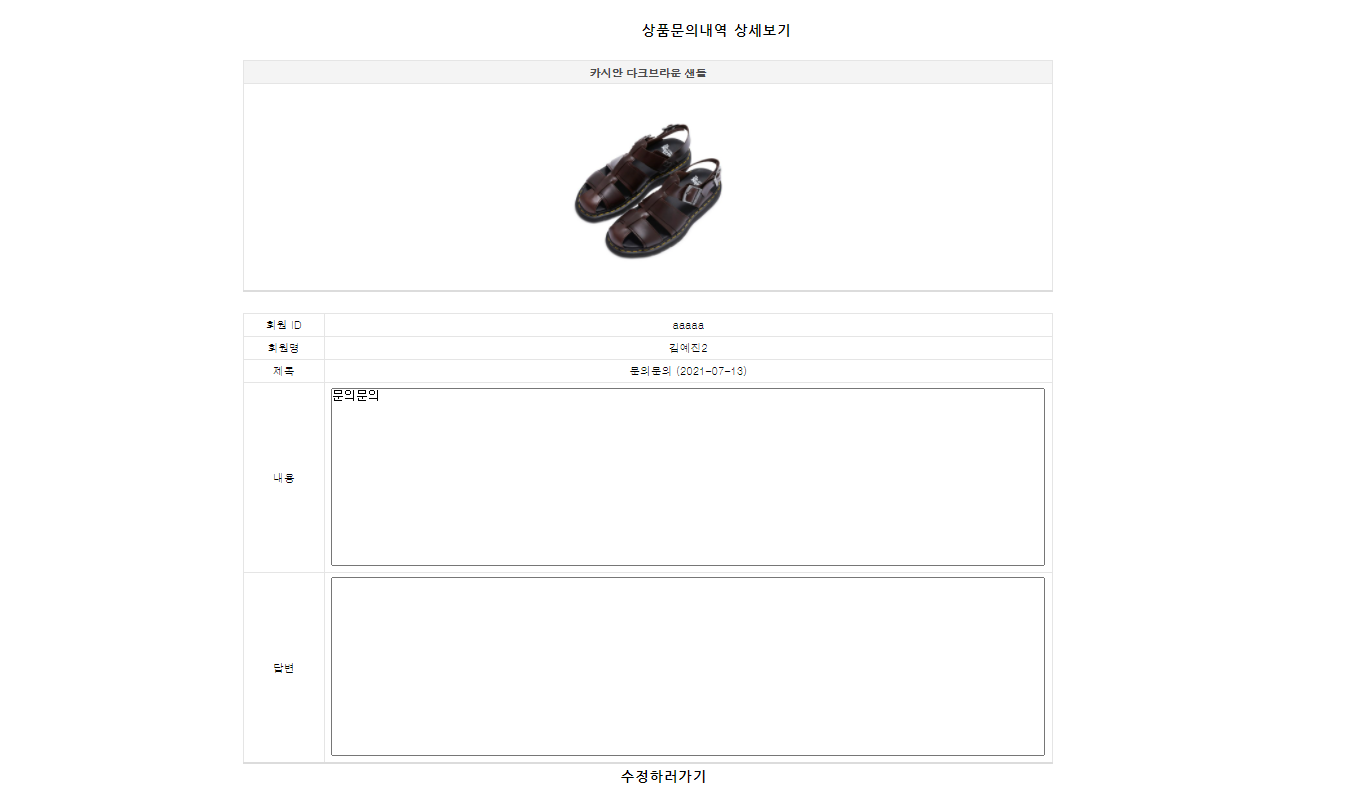 상품문의내역 상세보기
카시안 다크브라운 샌들
회원 ID
aaaaa
회원명
김예진2
제목
문의문의 (2021-07-13)
내용
문의문의
답변
수정하러가기